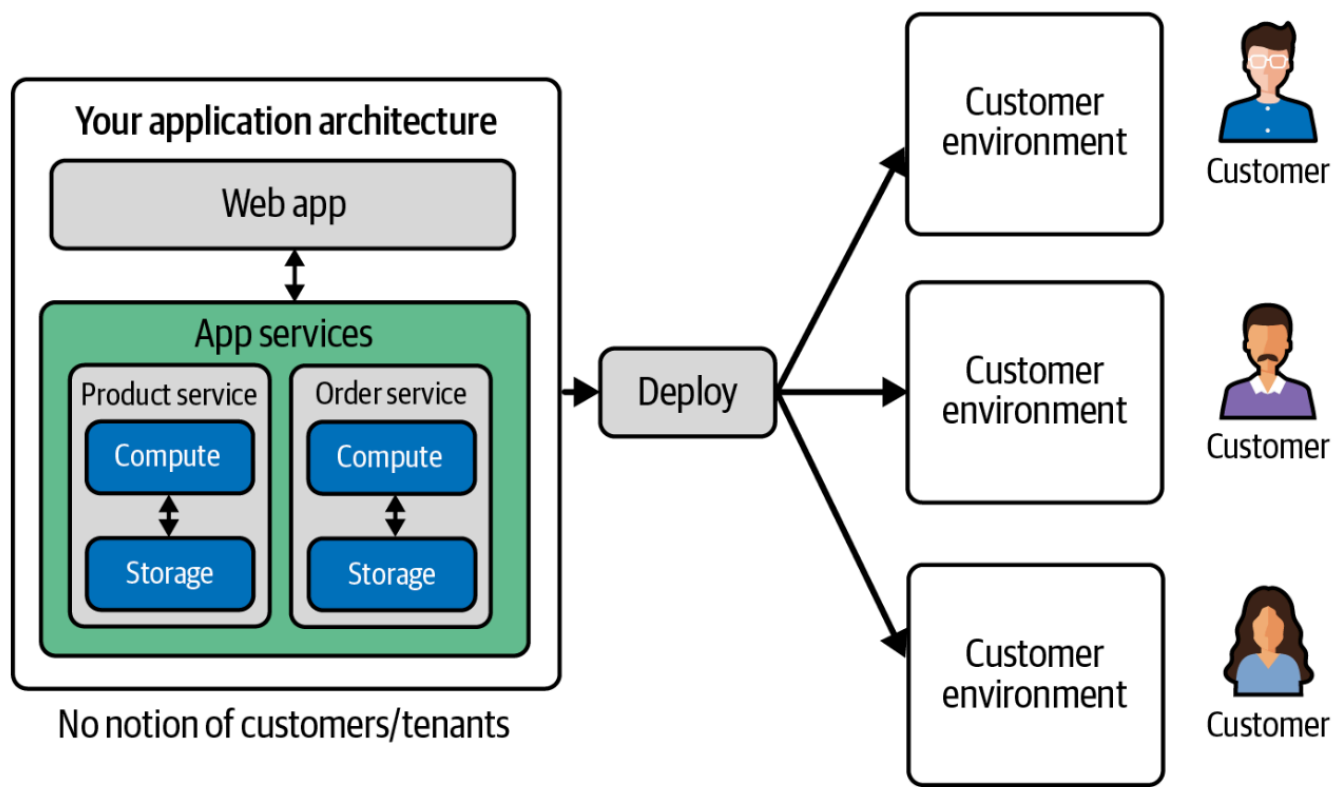 Your application architecture
Web app
App services
Product service
Compute
Storage
Order service
Compute
Storage
No notion of customers/tenants
Deploy
Customer
environment
Customer
Customer
environment
Customer
Customer
environment
Customer